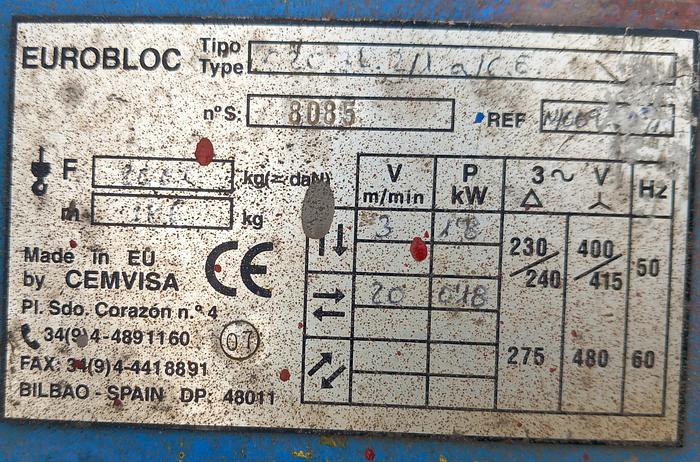 EUROBLOC
Tipo
Type
nº S. 8085
REF
F kg(≈daN)
m kg
V m/min P kW 3~ V Hz
△ Y
3 1'8
230/240 400/415 50
20 0'18
275 480 60
Made in EU
by CEMVISA
CE
Pl. Sdo. Corazón n.º 4
34(9)4-4891160 07
FAX: 34(9)4-4418891
BILBAO - SPAIN DP: 48011